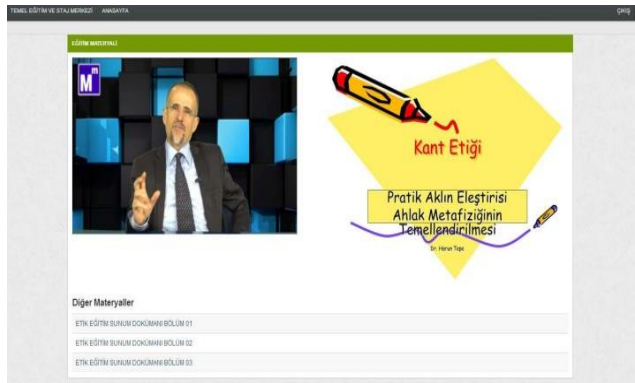 TEMEL EĞİTİM VE STAJ MERKEZİ ANASAYFA ÇIKIŞ
EĞİTİM MATERYALİ
Mm
Kant Etiği
Pratik Aklın Eleştirisi
Ahlak Metafiziğinin
Temellendirilmesi
Dr. Harun Tepe
Diğer Materyaller
ETİK EĞİTİM SUNUM DOKÜMANI BÖLÜM 01
ETİK EĞİTİM SUNUM DOKÜMANI BÖLÜM 02
ETİK EĞİTİM SUNUM DOKÜMANI BÖLÜM 03